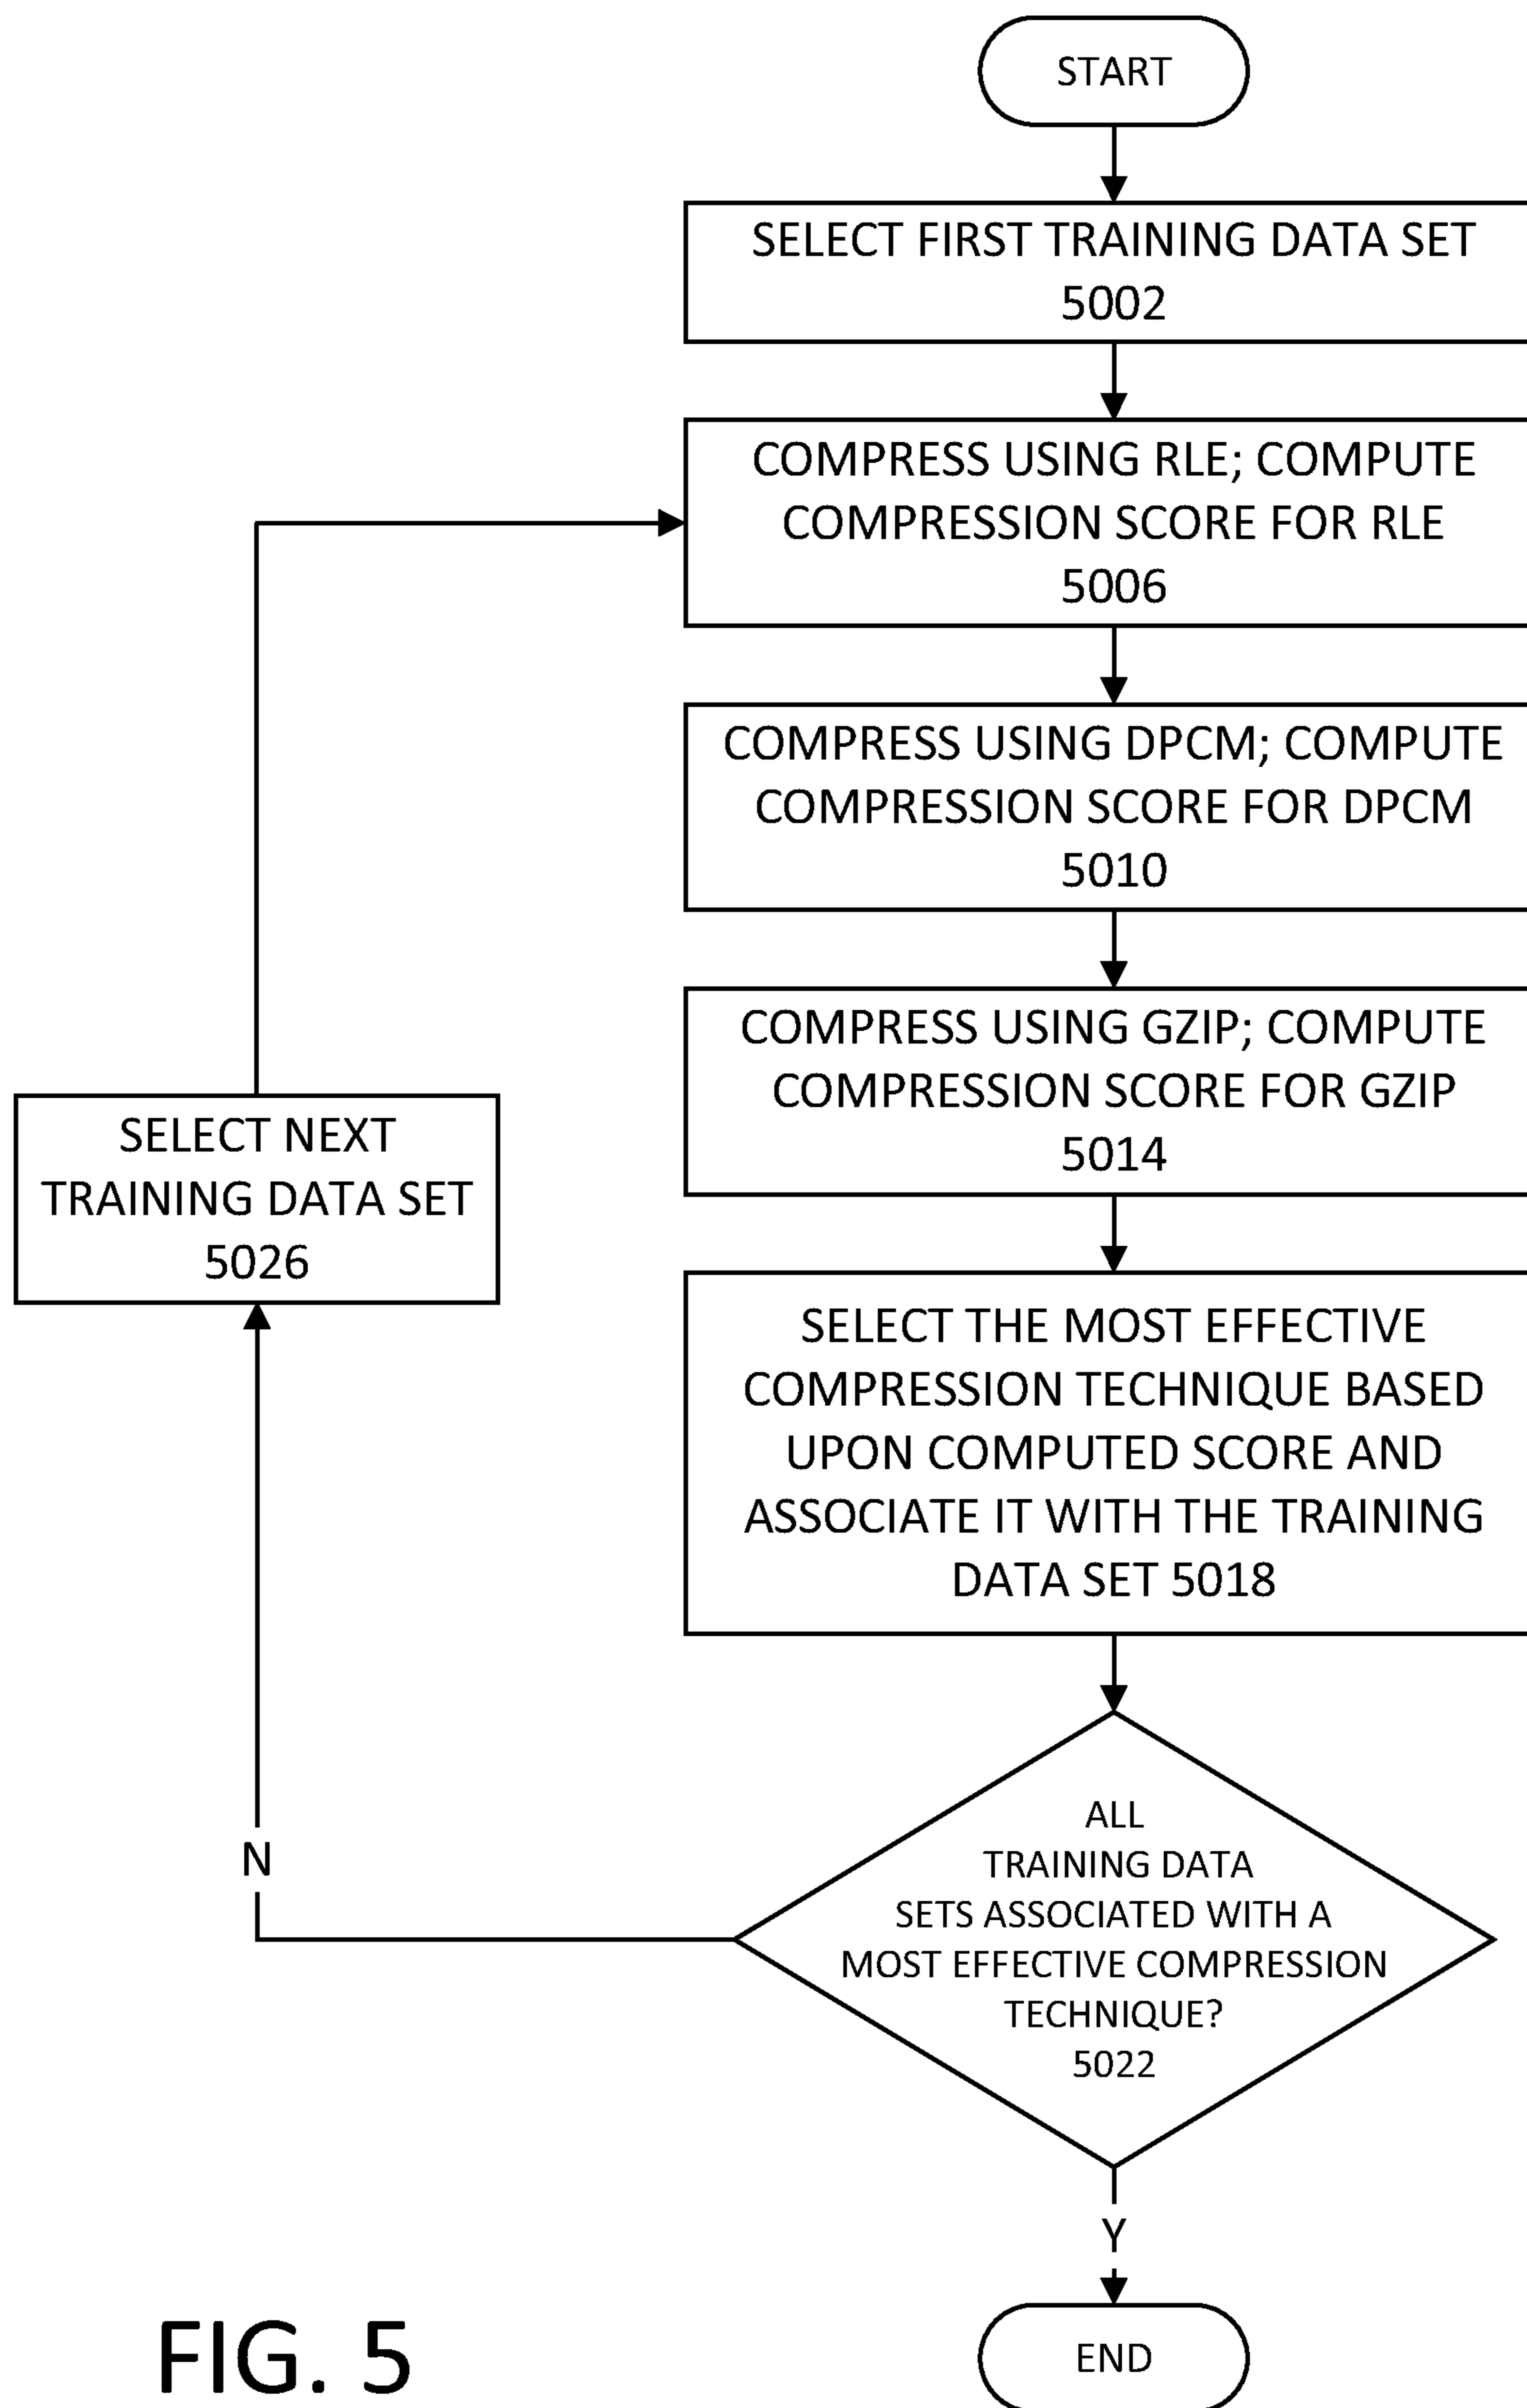 START
SELECT FIRST TRAINING DATA SET
5002
COMPRESS USING RLE; COMPUTE
COMPRESSION SCORE FOR RLE
5006
COMPRESS USING DPCM; COMPUTE
COMPRESSION SCORE FOR DPCM
5010
COMPRESS USING GZIP; COMPUTE
COMPRESSION SCORE FOR GZIP
5014
SELECT NEXT
TRAINING DATA SET
5026
SELECT THE MOST EFFECTIVE
COMPRESSION TECHNIQUE BASED
UPON COMPUTED SCORE AND
ASSOCIATE IT WITH THE TRAINING
DATA SET 5018
ALL
TRAINING DATA
SETS ASSOCIATED WITH A
MOST EFFECTIVE COMPRESSION
TECHNIQUE?
5022
N
Y
END
FIG. 5